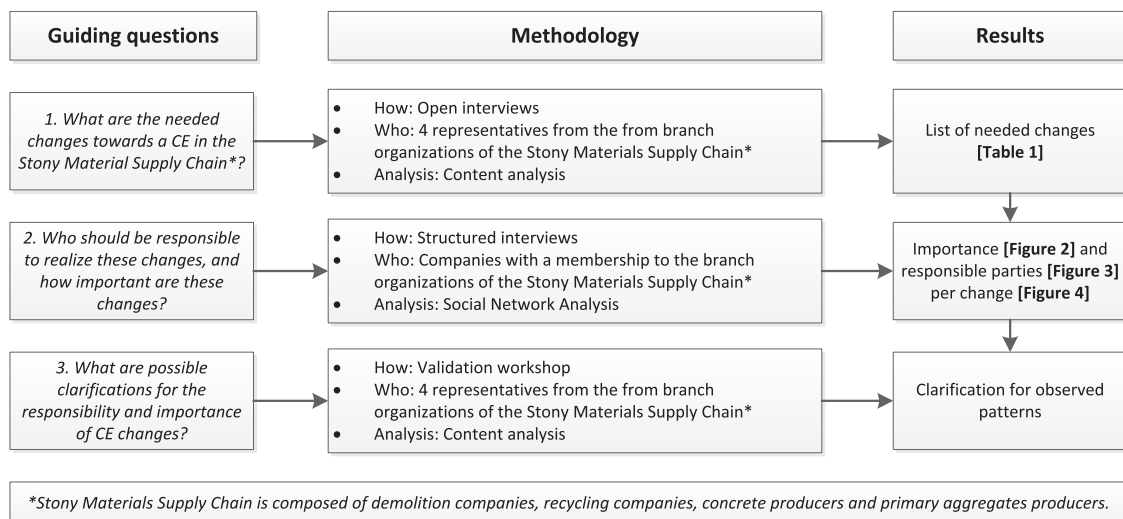 Guiding questions
Methodology
Results
1. What are the needed
changes towards a CE in the
Stony Material Supply Chain*?
• How: Open interviews
• Who: 4 representatives from the from branch
organizations of the Stony Materials Supply Chain*
• Analysis: Content analysis
List of needed changes
[Table 1]
2. Who should be responsible
to realize these changes, and
how important are these
changes?
• How: Structured interviews
• Who: Companies with a membership to the branch
organizations of the Stony Materials Supply Chain*
• Analysis: Social Network Analysis
Importance [Figure 2] and
responsible parties [Figure 3]
per change [Figure 4]
3. What are possible
clarifications for the
responsibility and importance
of CE changes?
• How: Validation workshop
• Who: 4 representatives from the from branch
organizations of the Stony Materials Supply Chain*
• Analysis: Content analysis
Clarification for observed
patterns
*Stony Materials Supply Chain is composed of demolition companies, recycling companies, concrete producers and primary aggregates producers.